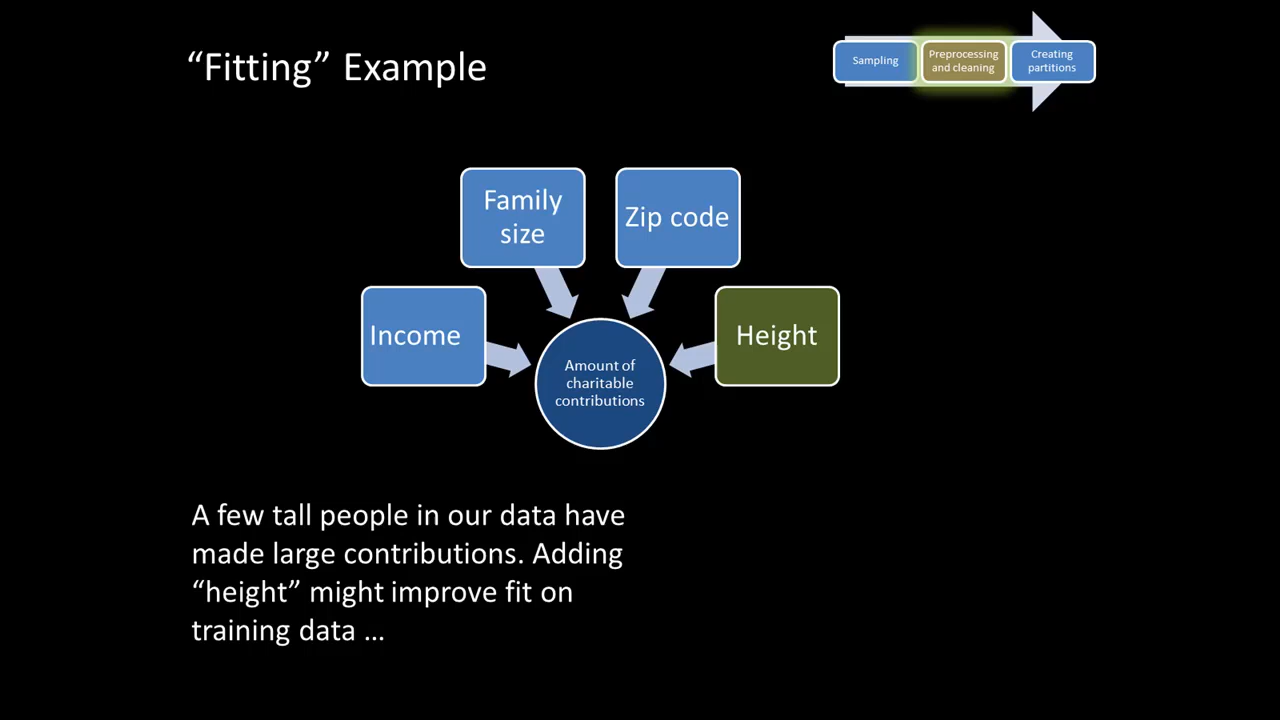 “Fitting” Example
Sampling
Preprocessing
and cleaning
Creating
partitions
Family
size
Zip code
Income
Height
Amount of
charitable
contributions
A few tall people in our data have
made large contributions. Adding
“height” might improve fit on
training data …